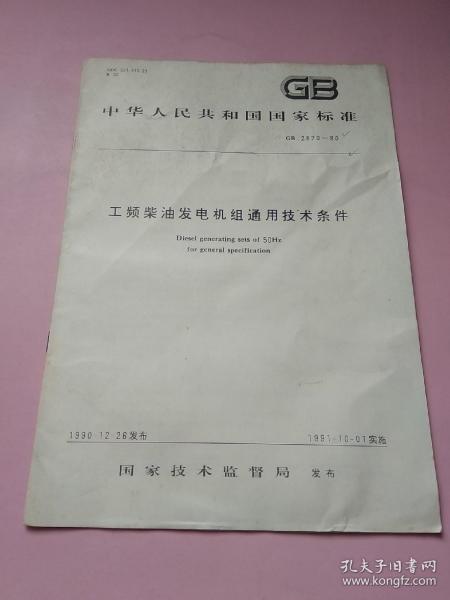 GB
中华人民共和国国家标准
工频柴油发电机组通用技术条件
Diesel generating sets of 50Hz
for general specification
1990-12-26发布
1991-10-01实施
国家技术监督局 发布
孔夫子旧书网
www.kongfz.com